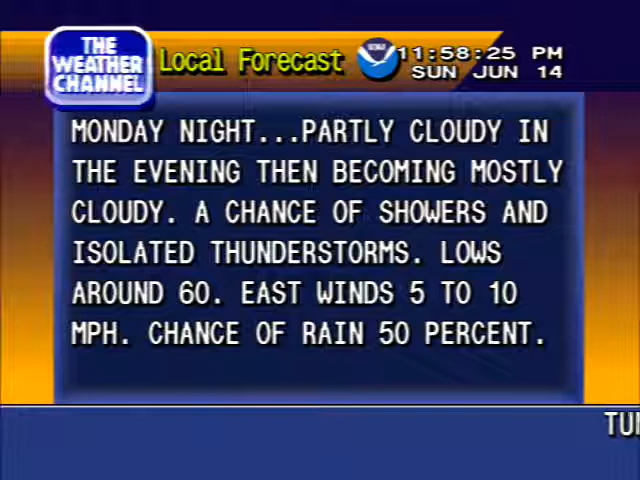 THE
WEATHER
CHANNEL
Local Forecast
11:58:25 PM
SUN JUN 14
MONDAY NIGHT...PARTLY CLOUDY IN
THE EVENING THEN BECOMING MOSTLY
CLOUDY. A CHANCE OF SHOWERS AND
ISOLATED THUNDERSTORMS. LOWS
AROUND 60. EAST WINDS 5 TO 10
MPH. CHANCE OF RAIN 50 PERCENT.